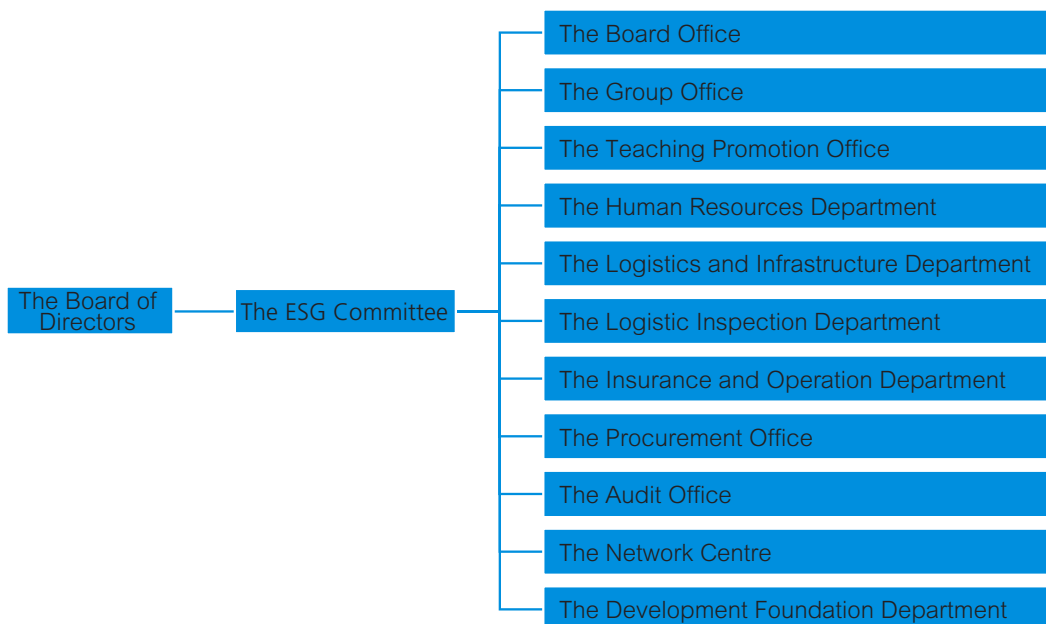 The Board of
Directors
The ESG Committee
The Board Office
The Group Office
The Teaching Promotion Office
The Human Resources Department
The Logistics and Infrastructure Department
The Logistic Inspection Department
The Insurance and Operation Department
The Procurement Office
The Audit Office
The Network Centre
The Development Foundation Department